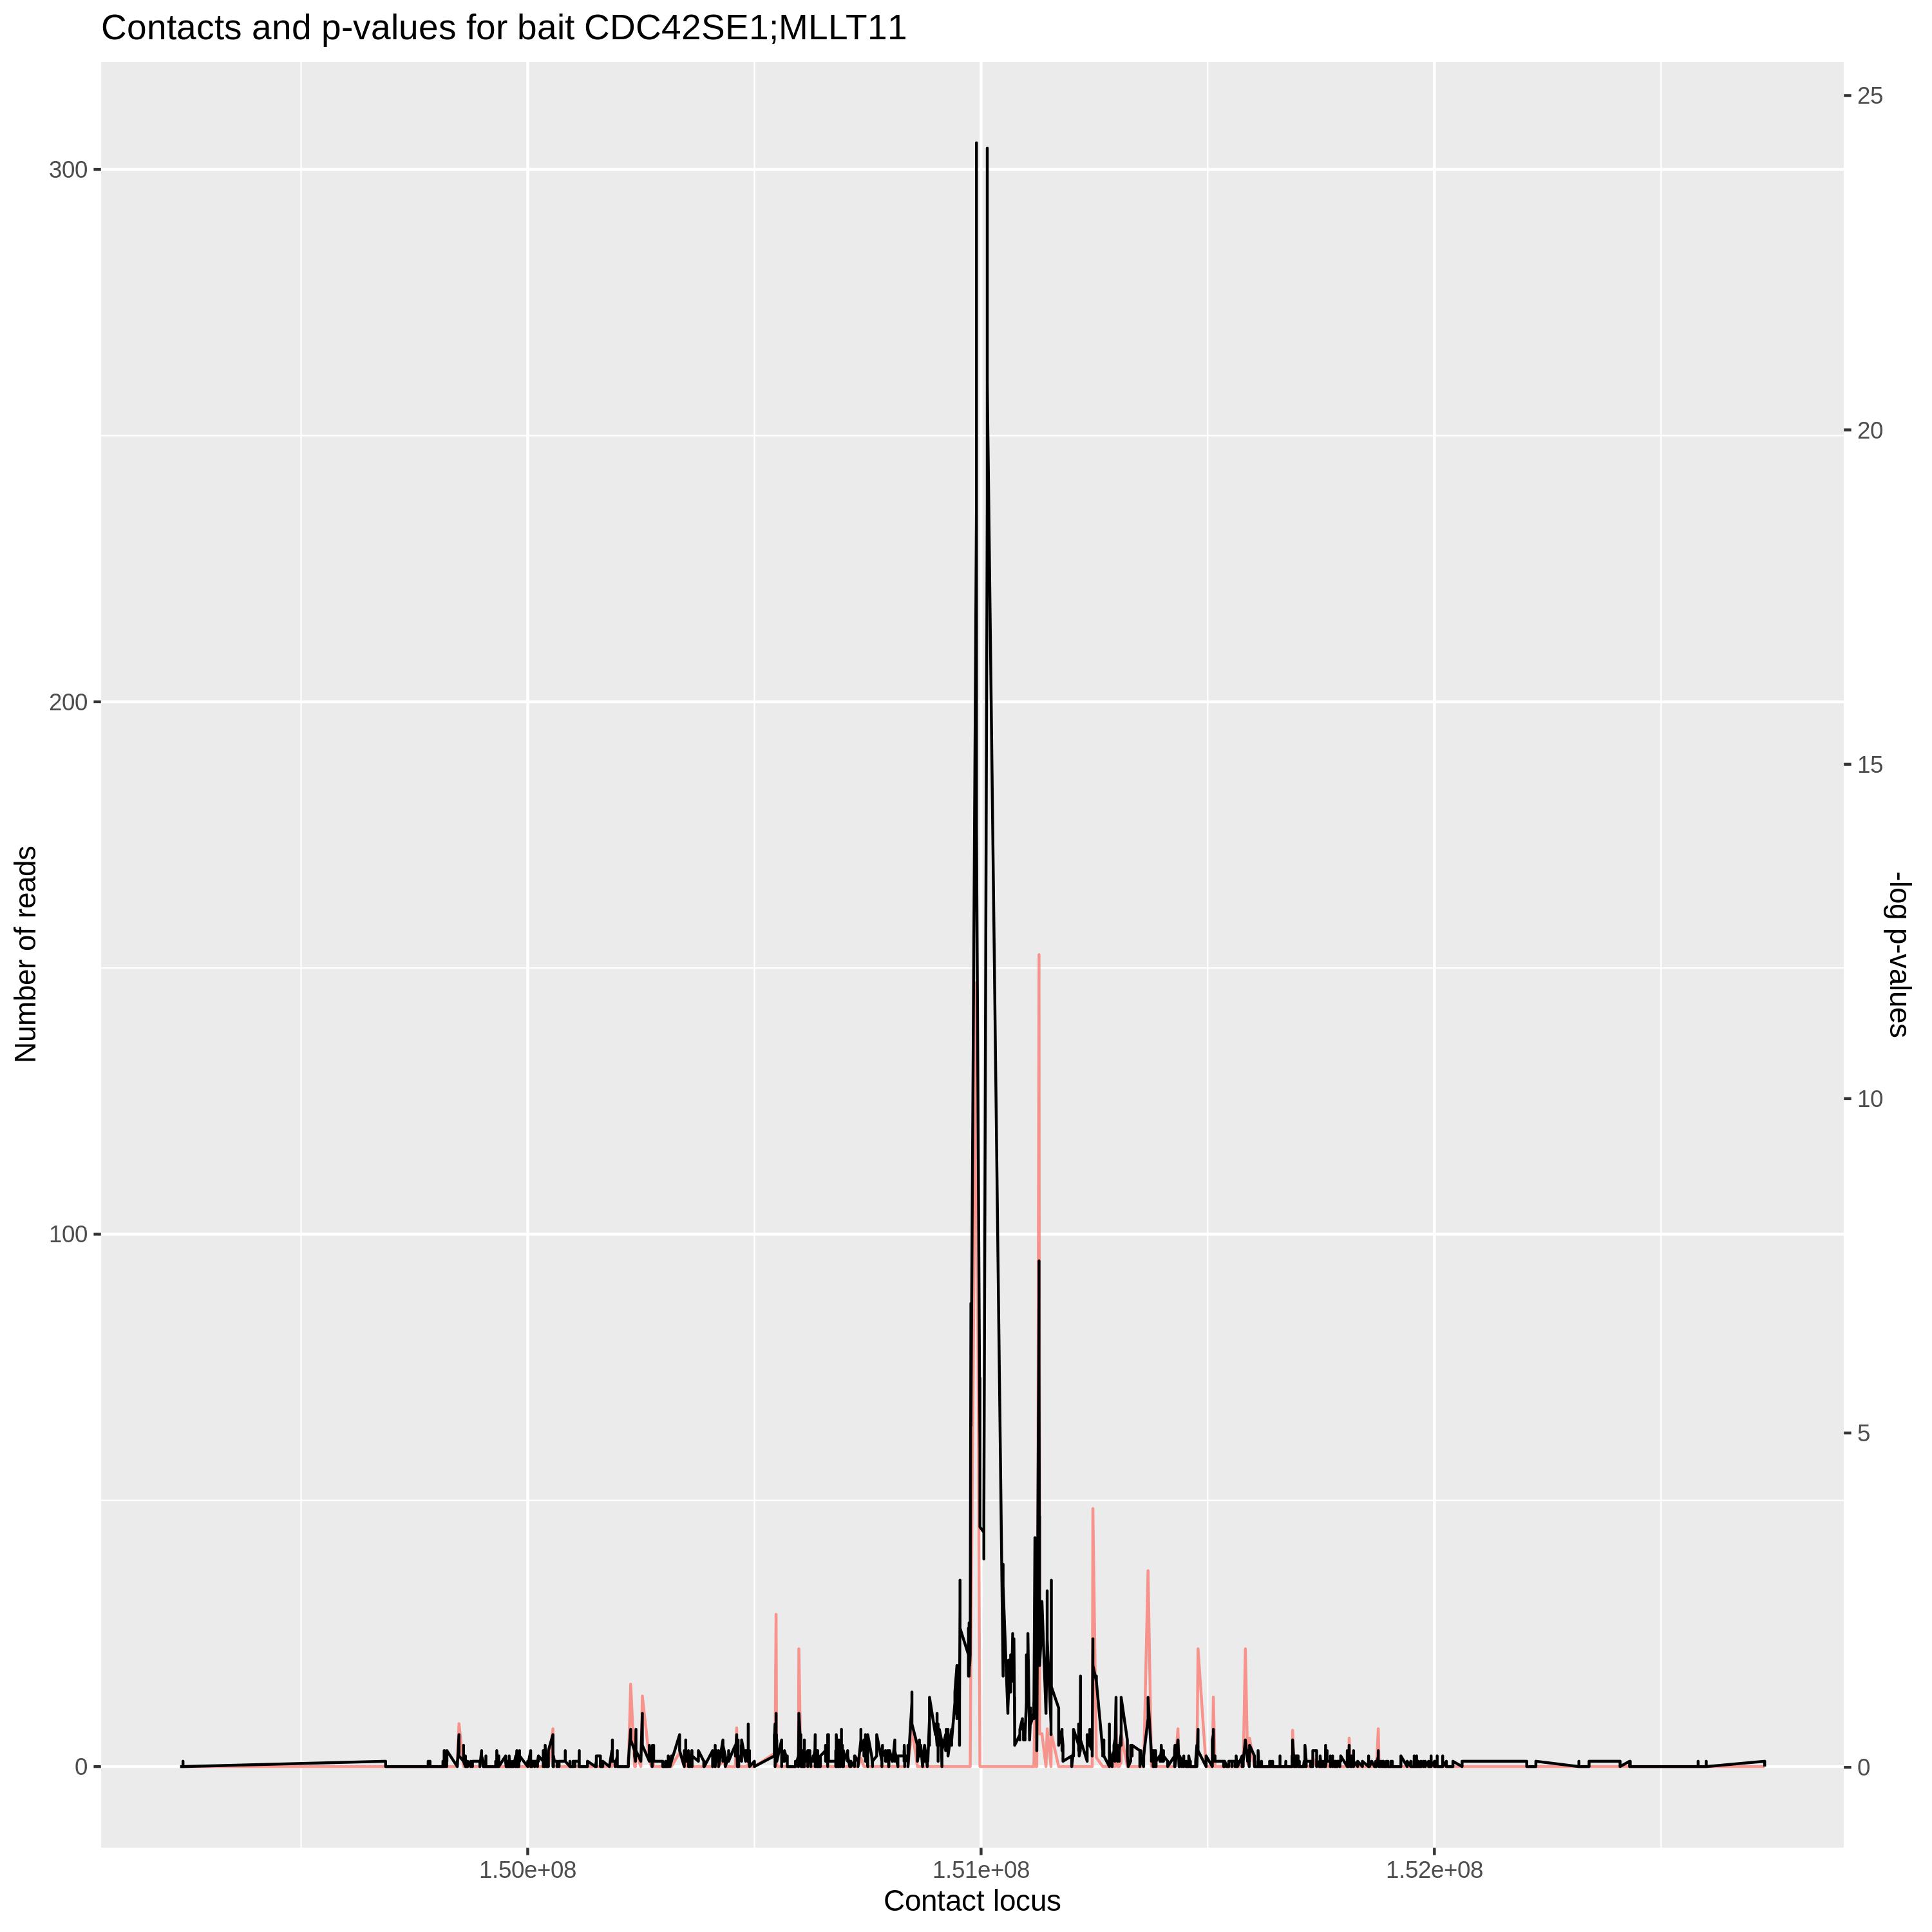 Contacts and p-values for bait CDC42SE1;MLLT11
Number of reads
300
200
100
0
25
20
15
10
5
0
-log p-values
1.50e+08
1.51e+08
1.52e+08
Contact locus